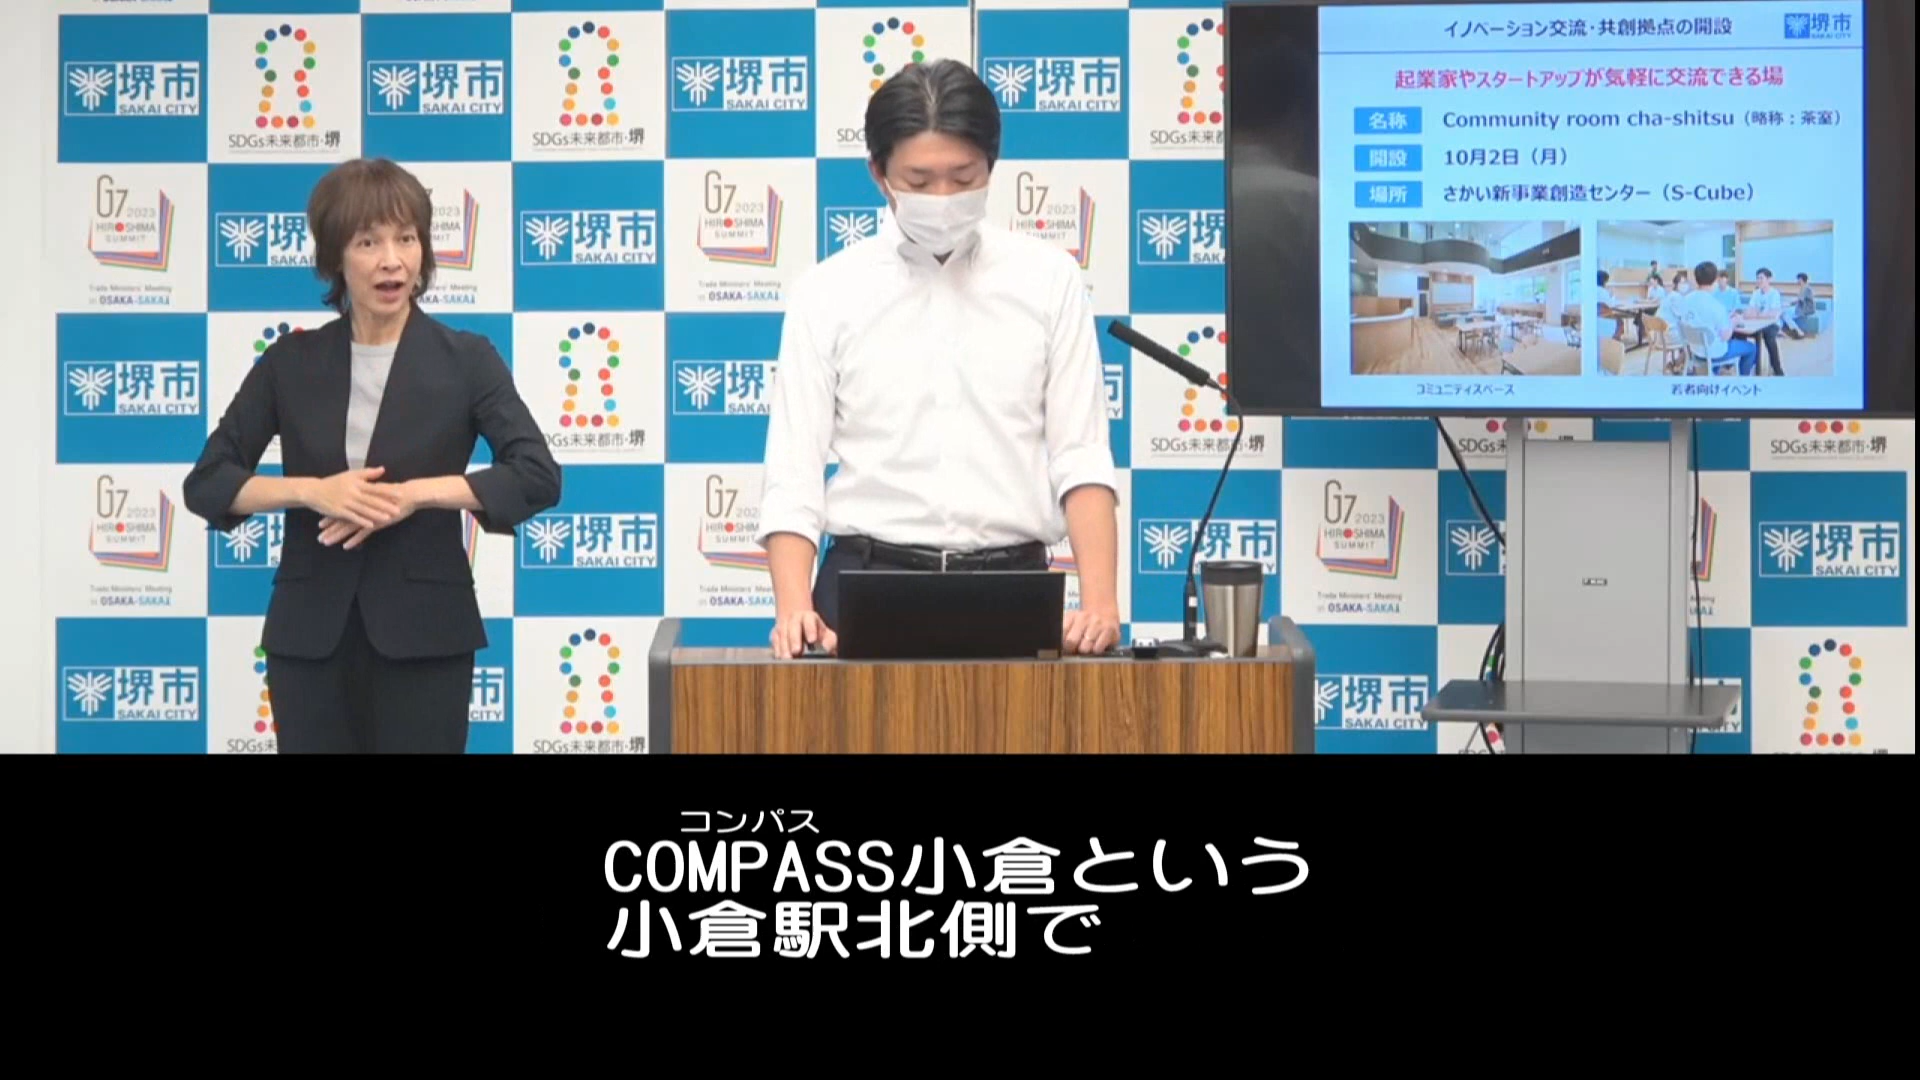 堺市
SAKAI CITY
SDGs未来都市・堺
G7 2023
HIROSHIMA
SUMMIT
Trade Ministers' Meeting
in OSAKA-SAKAI
イノベーション交流・共創拠点の開設
堺市
SAKAI CITY
起業家やスタートアップが気軽に交流できる場
名称 Community room cha-shitsu（略称：茶室）
開設 10月2日（月）
場所 さかい新事業創造センター（S-Cube）
コミュニティスペース
若者向けイベント
コンパス
COMPASS小倉という
小倉駅北側で